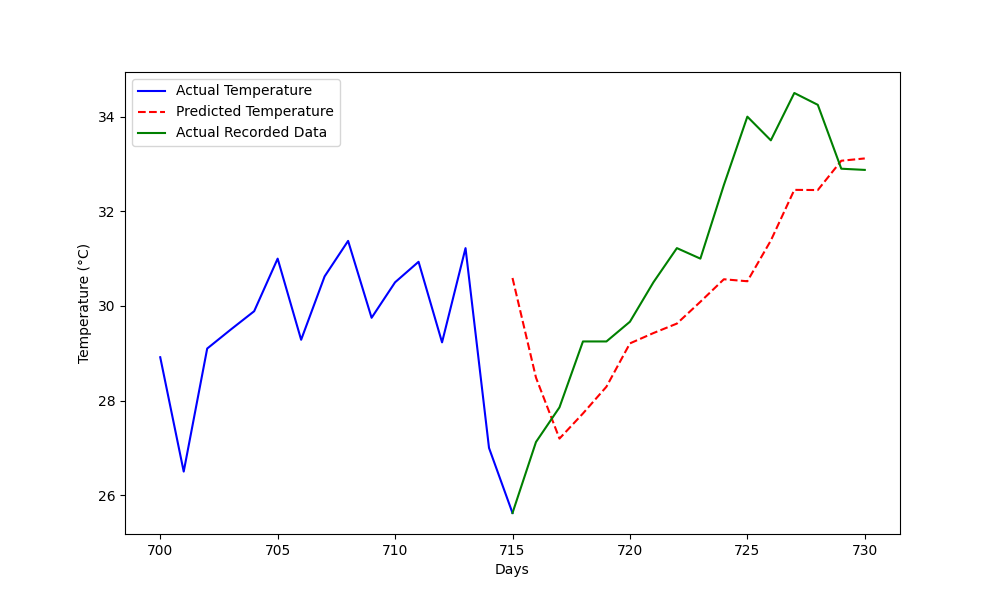 Actual Temperature
Predicted Temperature
Actual Recorded Data
Temperature (°C)
34
32
30
28
26
700 705 710 715 720 725 730
Days